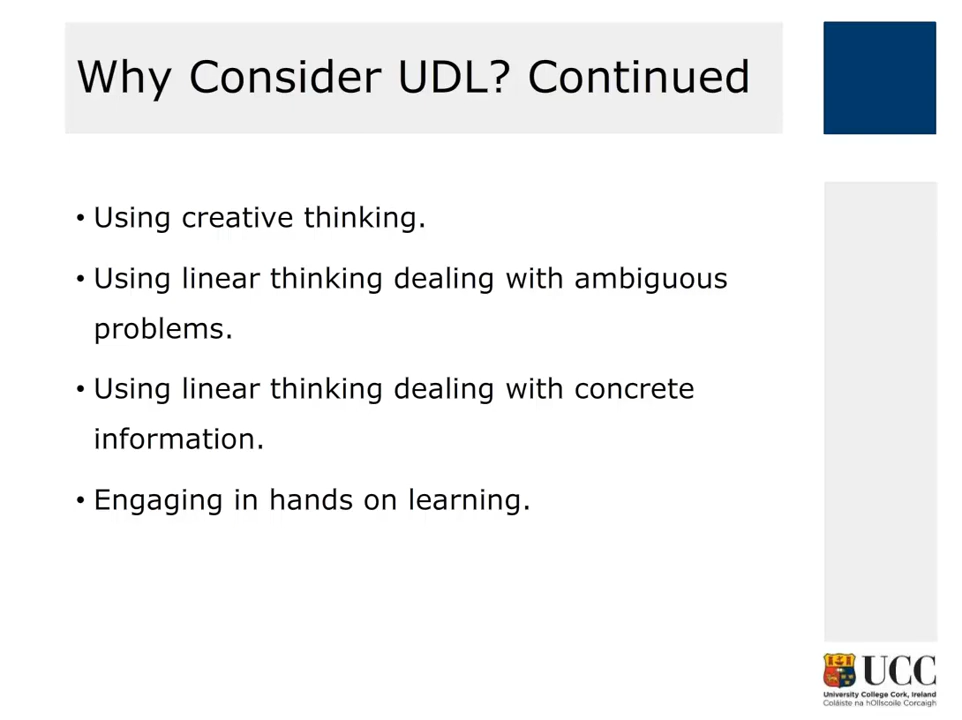 Why Consider UDL? Continued
• Using creative thinking.
• Using linear thinking dealing with ambiguous
problems.
• Using linear thinking dealing with concrete
information.
• Engaging in hands on learning.
UCC
University College Cork, Ireland
Coláiste na hOllscoile Corcaigh